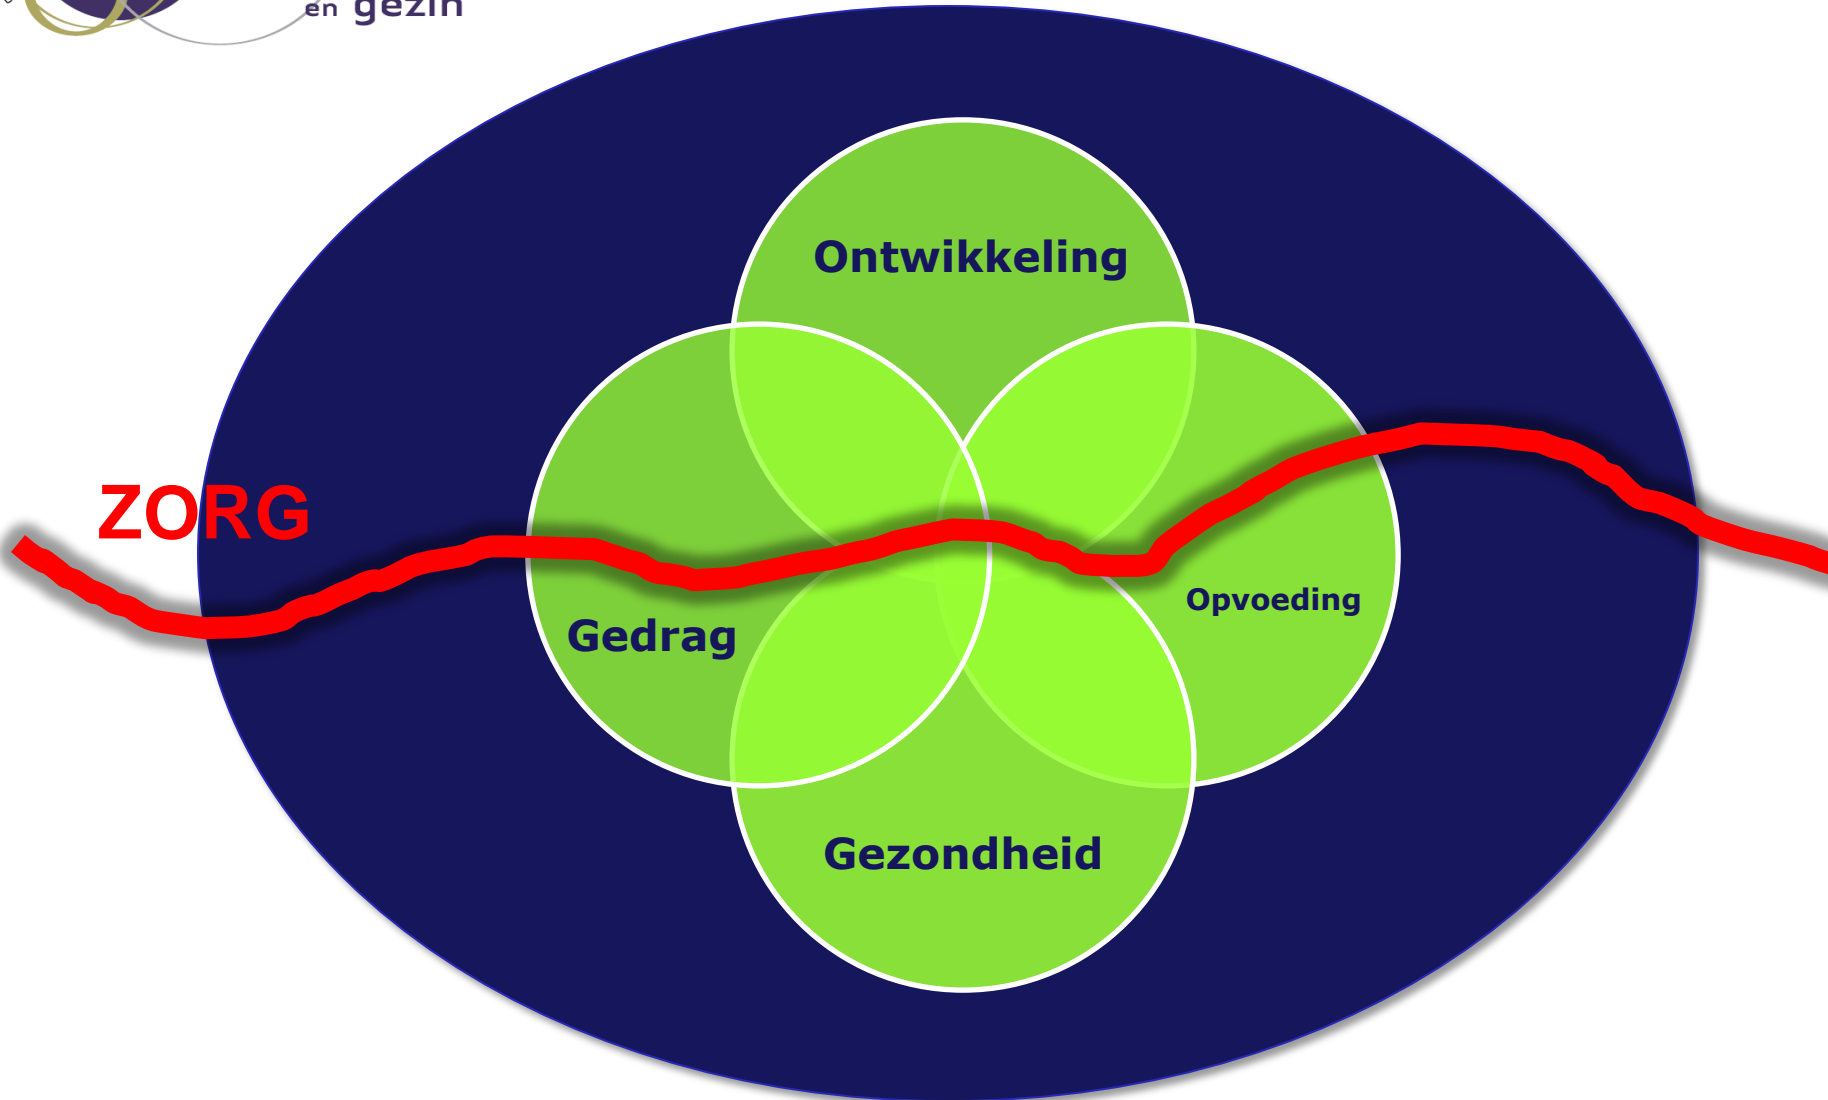 en gezin
Ontwikkeling
ZORG
Opvoeding
Gedrag
Gezondheid